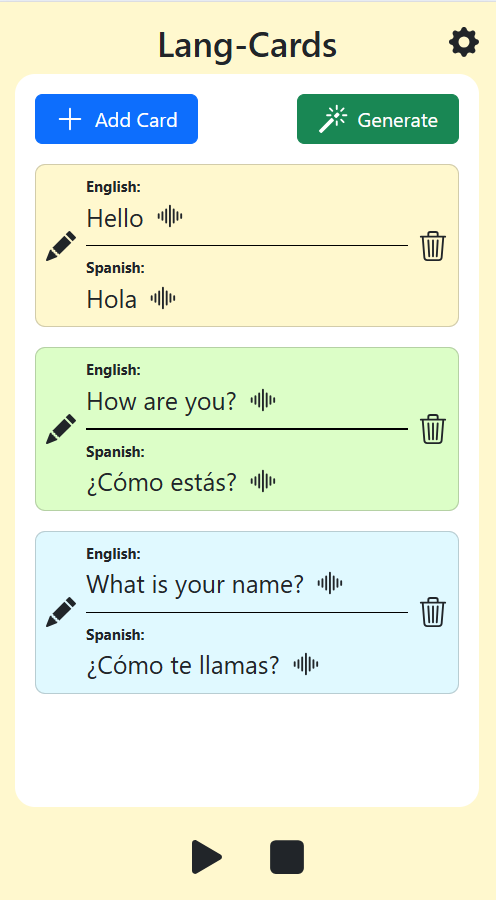 Lang-Cards
Add Card
Generate
English:
Hello
Spanish:
Hola
English:
How are you?
Spanish:
¿Cómo estás?
English:
What is your name?
Spanish:
¿Cómo te llamas?